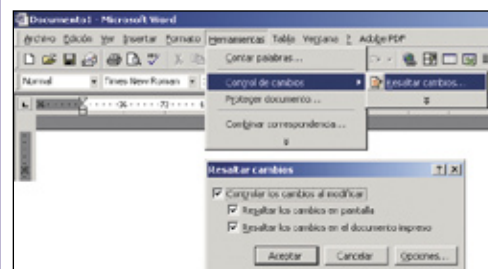 Documento1 - Microsoft Word
Archivo Edición Ver Insertar Formato Herramientas Tabla Ventana ? Adobe PDF
Contar palabras...
Normal Times New Roman
Control de cambios
Resaltar cambios...
Proteger documento...
Combinar correspondencia...
Resaltar cambios
Controlar los cambios al modificar
Resaltar los cambios en pantalla
Resaltar los cambios en el documento impreso
Aceptar Cancelar Opciones...